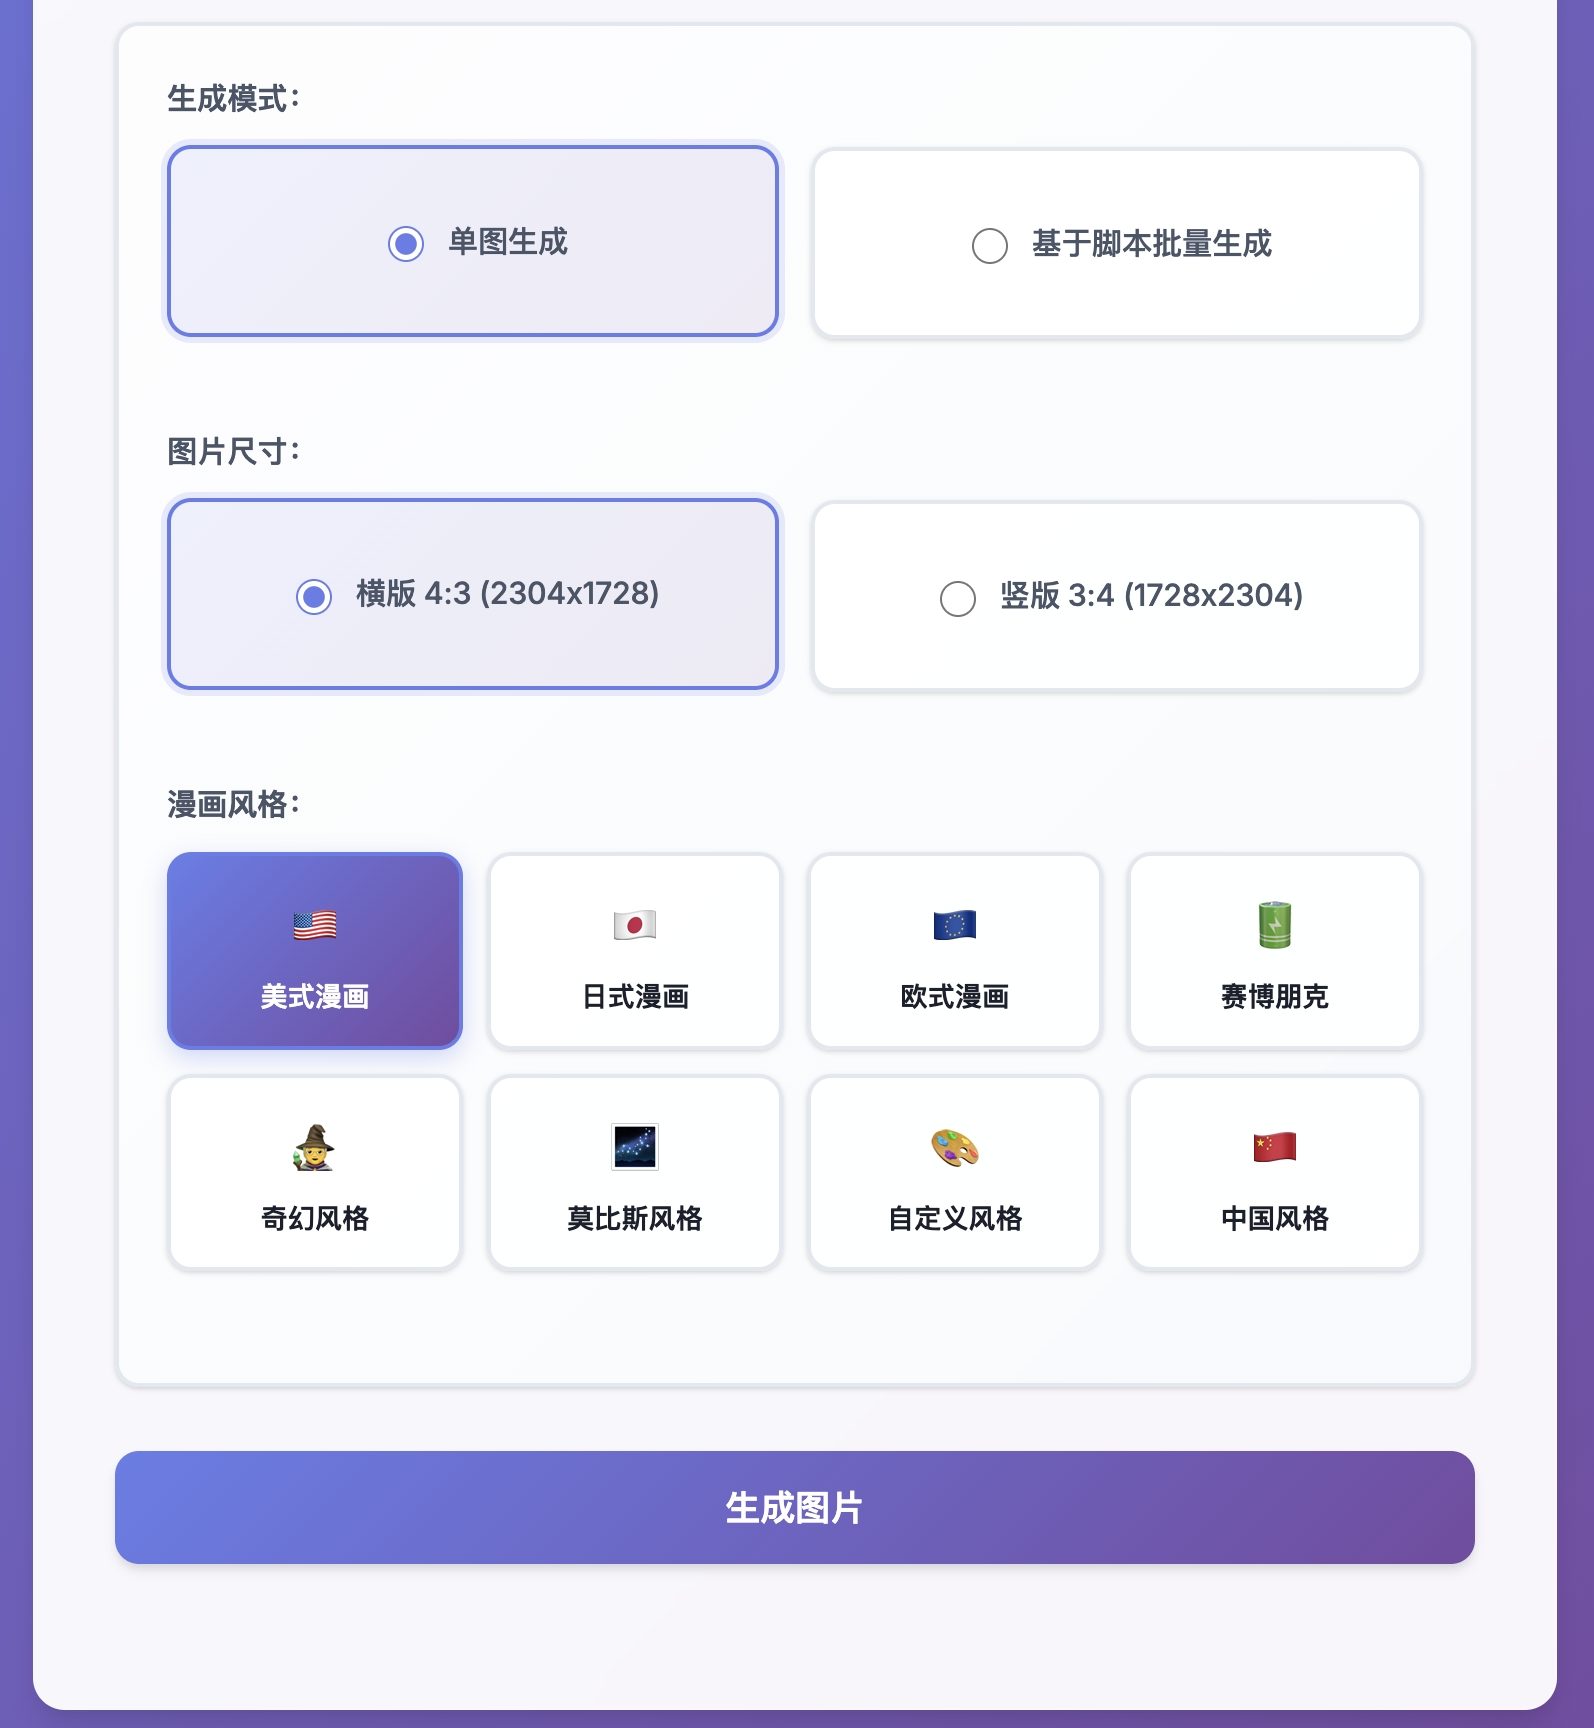 生成模式：
单图生成
基于脚本批量生成
图片尺寸：
横版 4:3 (2304x1728)
竖版 3:4 (1728x2304)
漫画风格：
美式漫画
日式漫画
欧式漫画
赛博朋克
奇幻风格
莫比斯风格
自定义风格
中国风格
生成图片